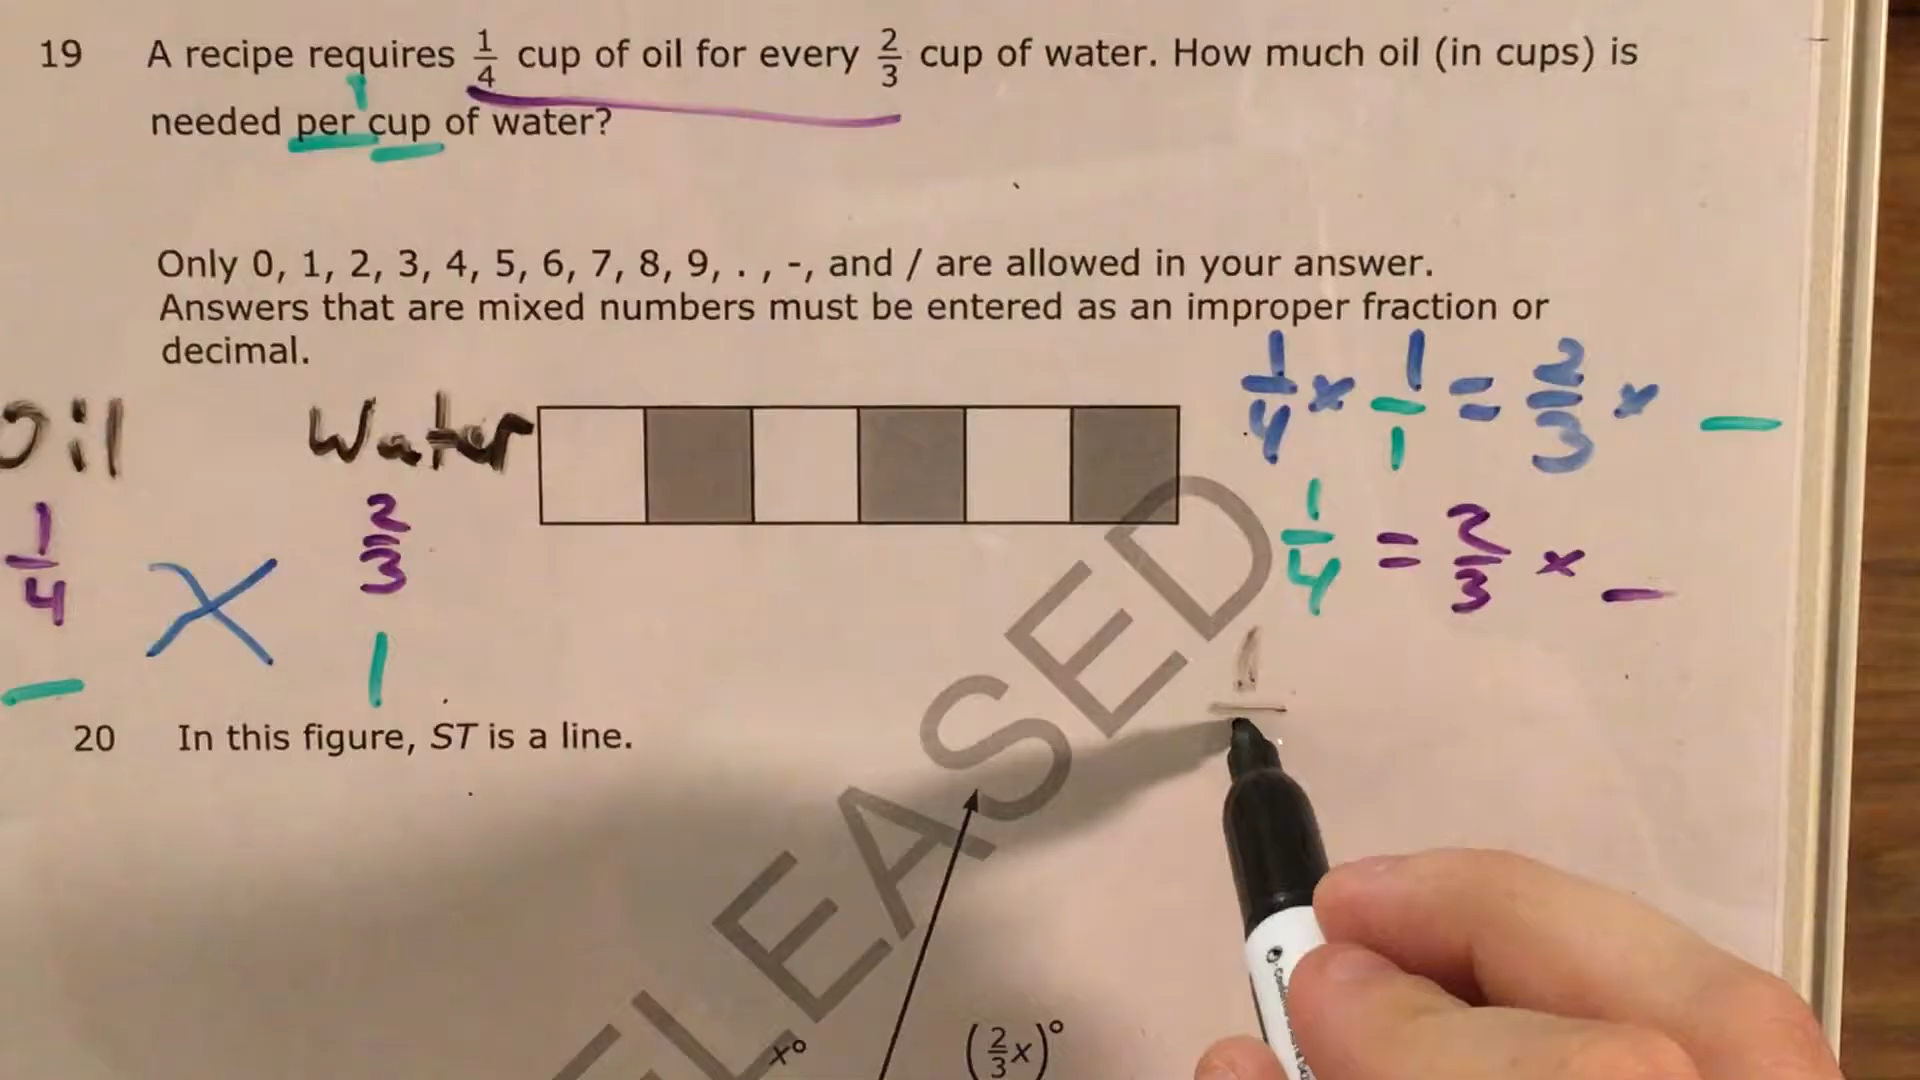 19 A recipe requires 1/4 cup of oil for every 2/3 cup of water. How much oil (in cups) is
1
needed per cup of water?
Only 0, 1, 2, 3, 4, 5, 6, 7, 8, 9, . , -, and / are allowed in your answer.
Answers that are mixed numbers must be entered as an improper fraction or
decimal.
Oil Water 1/4 × 1/1 = 2/3 × _
1/4 2/3 1/4 = 2/3 × _
_ 1
1
20 In this figure, ST is a line.
x° (2/3x)°
ELEASED